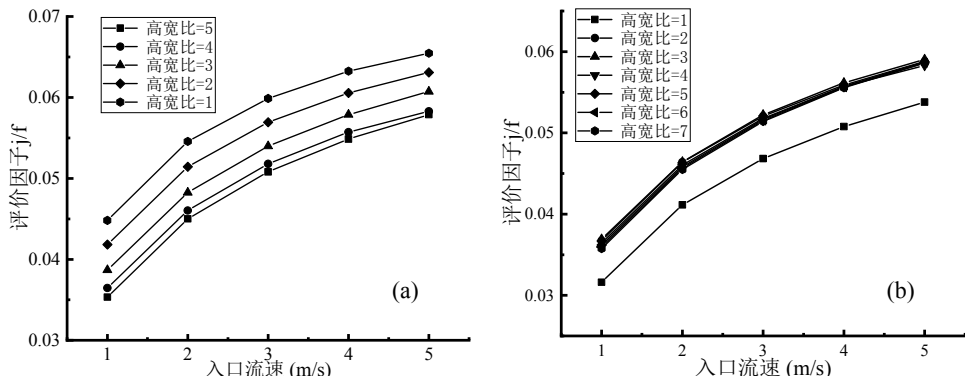 0.07
0.06
0.05
0.04
0.03
评价因子j/f
高宽比=5
高宽比=4
高宽比=3
高宽比=2
高宽比=1
(a)
1 2 3 4 5
入口流速 (m/s)
0.06
0.05
0.04
0.03
评价因子j/f
高宽比=1
高宽比=2
高宽比=3
高宽比=4
高宽比=5
高宽比=6
高宽比=7
(b)
1 2 3 4 5
入口流速 (m/s)